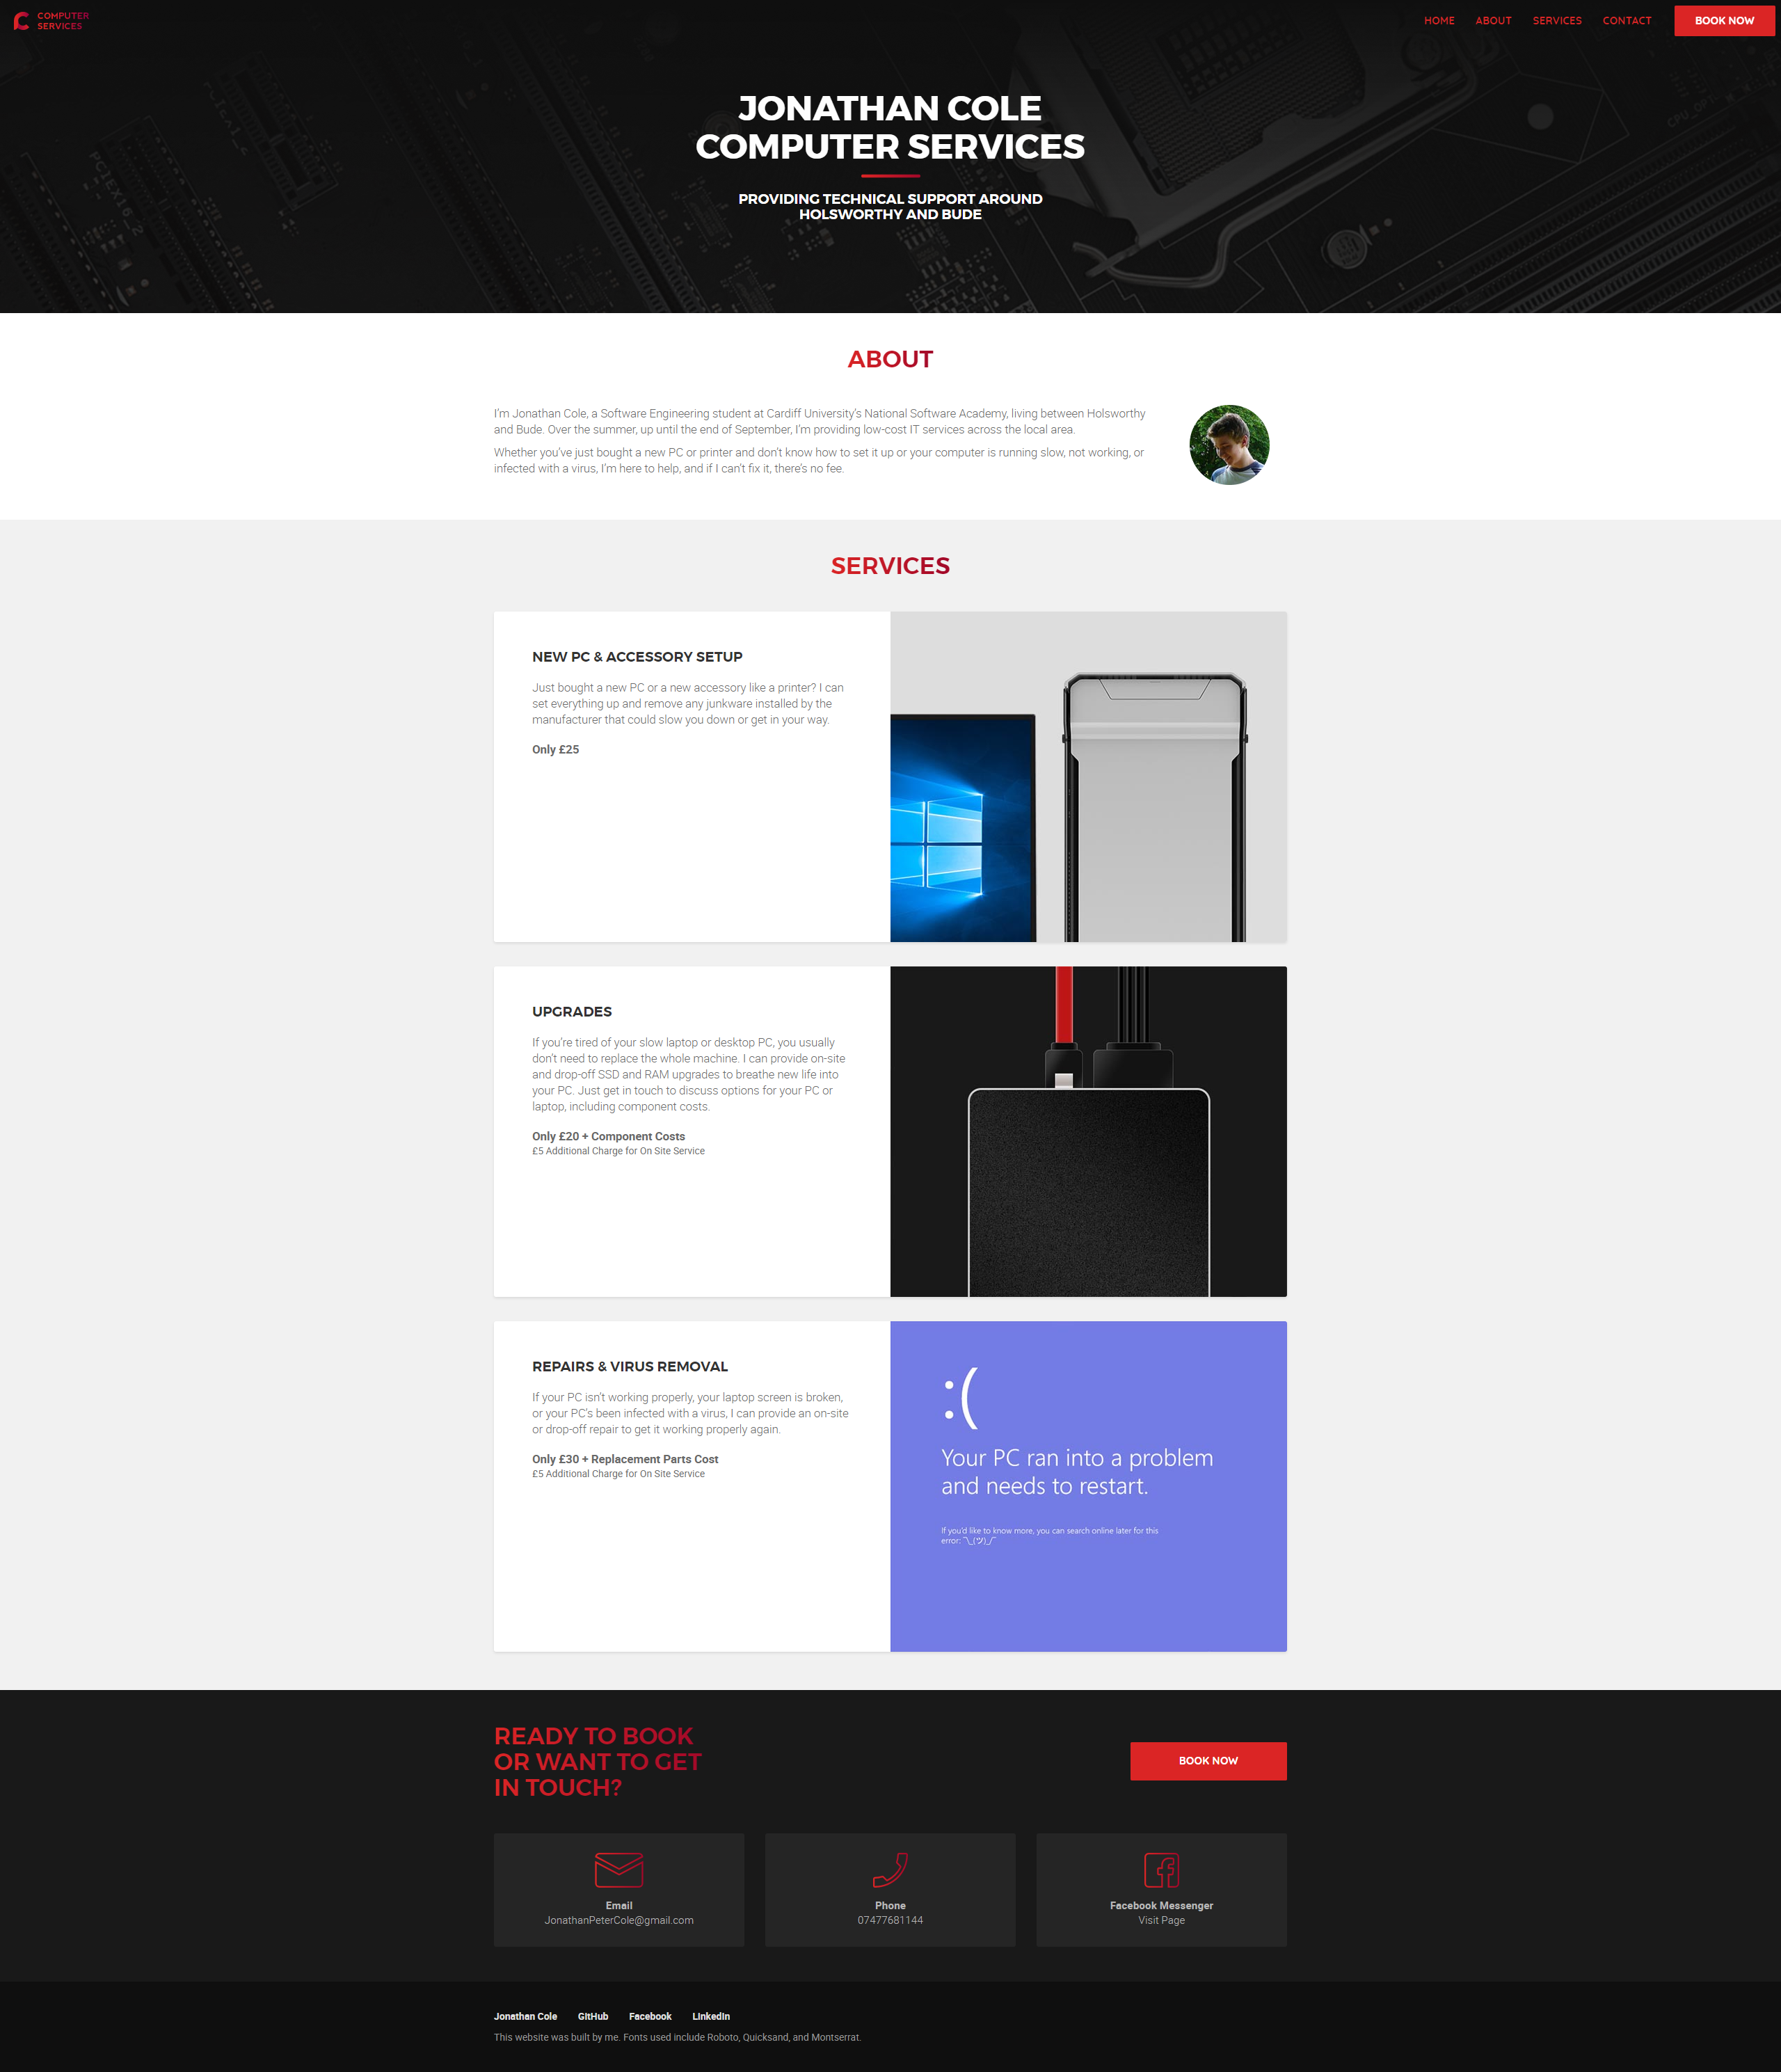 COMPUTER
SERVICES
HOME ABOUT SERVICES CONTACT BOOK NOW
JONATHAN COLE
COMPUTER SERVICES
PROVIDING TECHNICAL SUPPORT AROUND
HOLSWORTHY AND BUDE
PCIEX16_2
PCIEX1_2
CPU_OPT
ABOUT
I'm Jonathan Cole, a Software Engineering student at Cardiff University's National Software Academy, living between Holsworthy
and Bude. Over the summer, up until the end of September, I'm providing low-cost IT services across the local area.
Whether you've just bought a new PC or printer and don't know how to set it up or your computer is running slow, not working, or
infected with a virus, I'm here to help, and if I can't fix it, there's no fee.
SERVICES
NEW PC & ACCESSORY SETUP
Just bought a new PC or a new accessory like a printer? I can
set everything up and remove any junkware installed by the
manufacturer that could slow you down or get in your way.
Only £25
UPGRADES
If you're tired of your slow laptop or desktop PC, you usually
don't need to replace the whole machine. I can provide on-site
and drop-off SSD and RAM upgrades to breathe new life into
your PC. Just get in touch to discuss options for your PC or
laptop, including component costs.
Only £20 + Component Costs
£5 Additional Charge for On Site Service
REPAIRS & VIRUS REMOVAL
If your PC isn't working properly, your laptop screen is broken,
or your PC's been infected with a virus, I can provide an on-site
or drop-off repair to get it working properly again.
Only £30 + Replacement Parts Cost
£5 Additional Charge for On Site Service
:(
Your PC ran into a problem
and needs to restart.
If you'd like to know more, you can search online later for this
error: ¯\_(ツ)_/¯
READY TO BOOK
OR WANT TO GET
IN TOUCH?
BOOK NOW
Email
JonathanPeterCole@gmail.com
Phone
07477681144
Facebook Messenger
Visit Page
Jonathan Cole GitHub Facebook LinkedIn
This website was built by me. Fonts used include Roboto, Quicksand, and Montserrat.